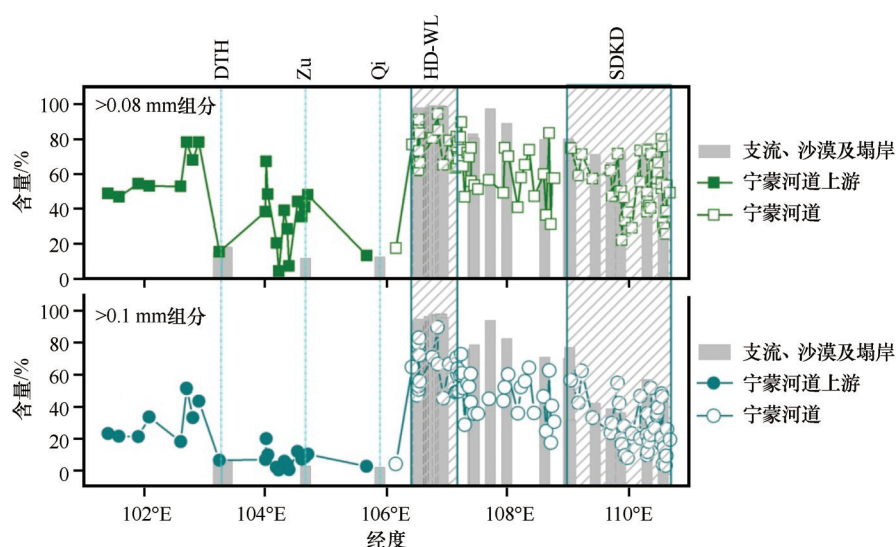 DTH
Zu
Qi
HD-WL
SDKD
>0.08 mm组分
100
80
60
40
20
0
含量/%
支流、沙漠及塌岸
宁蒙河道上游
宁蒙河道
>0.1 mm组分
100
80
60
40
20
0
含量/%
支流、沙漠及塌岸
宁蒙河道上游
宁蒙河道
102°E
104°E
106°E
108°E
110°E
经度